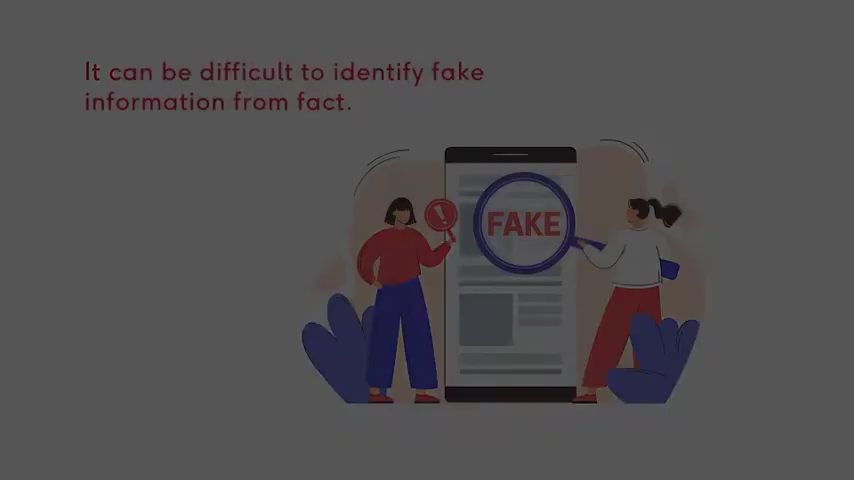 It can be difficult to identify fake
information from fact.
FAKE